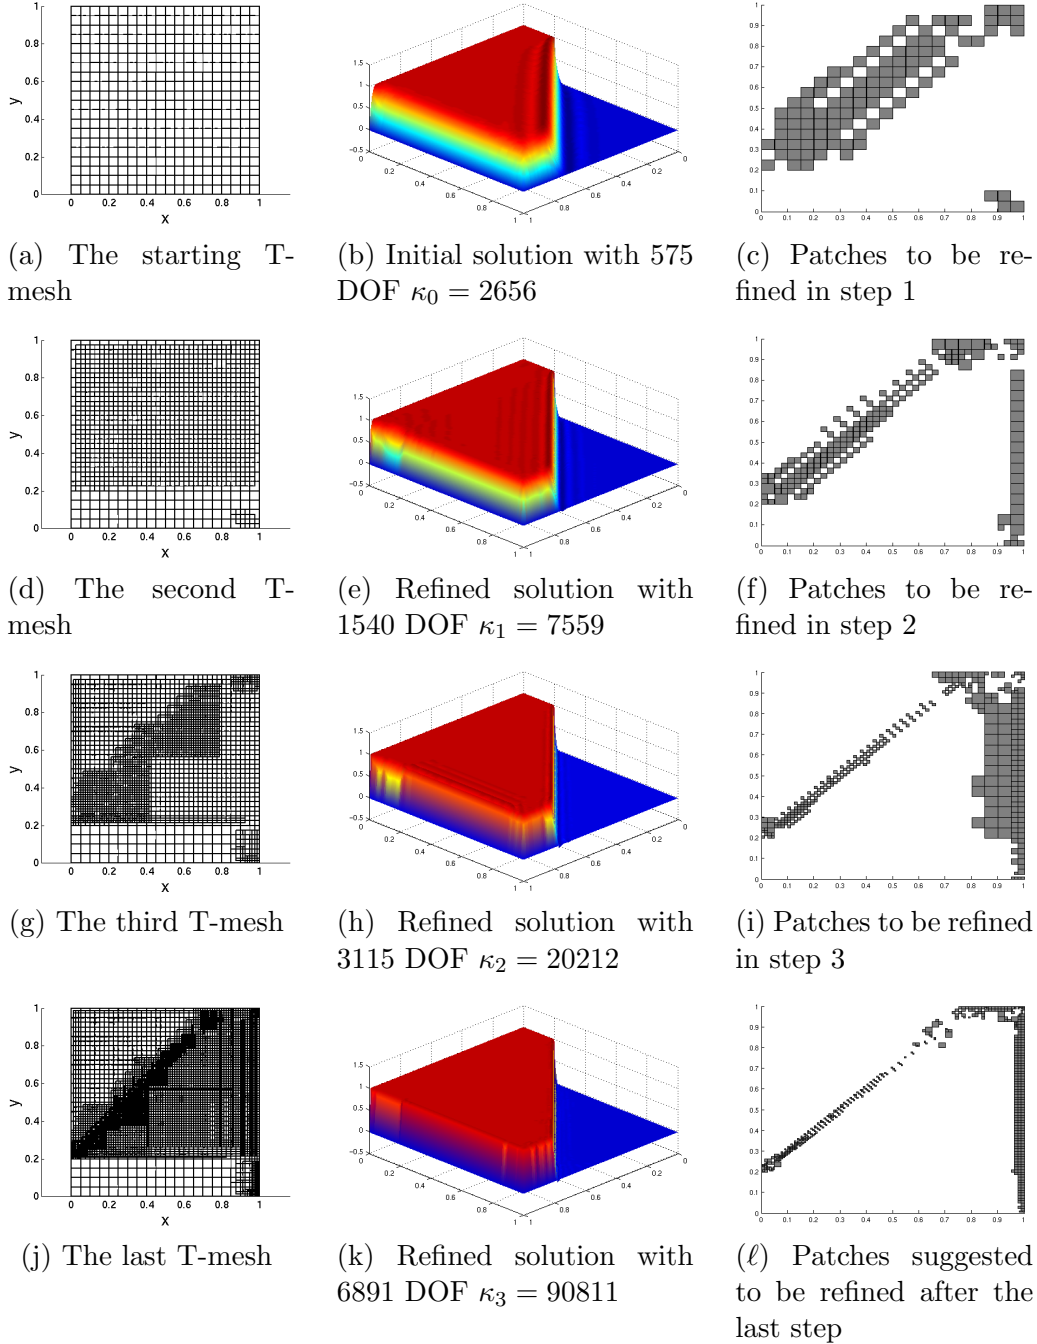 (a) The starting T-
mesh
(b) Initial solution with 575
DOF κ₀ = 2656
(c) Patches to be re-
fined in step 1
(d) The second T-
mesh
(e) Refined solution with
1540 DOF κ₁ = 7559
(f) Patches to be re-
fined in step 2
(g) The third T-mesh
(h) Refined solution with
3115 DOF κ₂ = 20212
(i) Patches to be refined
in step 3
(j) The last T-mesh
(k) Refined solution with
6891 DOF κ₃ = 90811
(ℓ) Patches suggested
to be refined after the
last step